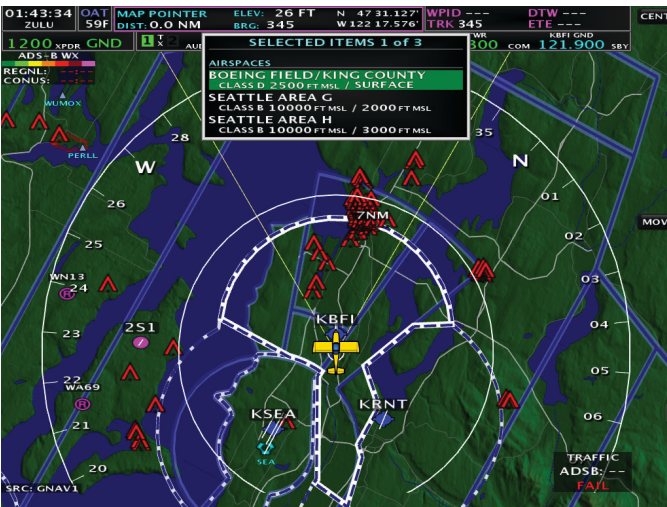 01:43:34 OAT MAP POINTER ELEV: 26 FT N 47 31.127' WPID --- DTW --- CENT
ZULU 59F DIST: 0.0 NM BRG: 345 W 122 17.576' TRK 345 ETE ---
1200 XPDR GND 1 T X 2 AUD
WR KBFI GND
300 COM 121.900 SBY
ADS-B WX
REGNL: --:--
CONUS: --:--
SELECTED ITEMS 1 of 3
AIRSPACES
BOEING FIELD/KING COUNTY
CLASS D 2500 FT MSL / SURFACE
SEATTLE AREA G
CLASS B 10000 FT MSL / 2000 FT MSL
SEATTLE AREA H
CLASS B 10000 FT MSL / 3000 FT MSL
WUMOX
PERLL
28
35
W
N
26
01
7NM
MOV
25
02
WN13
24
03
KBFI
23
2S1
04
22
WA69
05
21
KSEA
KRNT
06
20
SEA
TRAFFIC
ADSB: --
FAIL
SRC: GNAV1